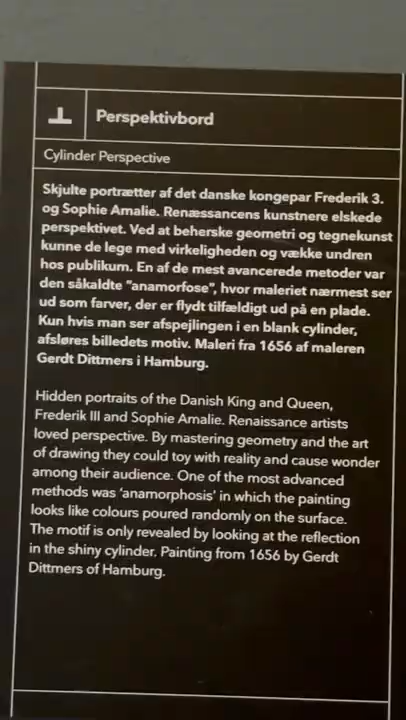 Perspektivbord
Cylinder Perspective
Skjulte portrætter af det danske kongepar Frederik 3.
og Sophie Amalie. Renæssancens kunstnere elskede
perspektivet. Ved at beherske geometri og tegnekunst
kunne de lege med virkeligheden og vække undren
hos publikum. En af de mest avancerede metoder var
den såkaldte "anamorfose", hvor maleriet nærmest ser
ud som farver, der er flydt tilfældigt ud på en plade.
Kun hvis man ser afspejlingen i en blank cylinder,
afsløres billedets motiv. Maleri fra 1656 af maleren
Gerdt Dittmers i Hamburg.
Hidden portraits of the Danish King and Queen,
Frederik III and Sophie Amalie. Renaissance artists
loved perspective. By mastering geometry and the art
of drawing they could toy with reality and cause wonder
among their audience. One of the most advanced
methods was 'anamorphosis' in which the painting
looks like colours poured randomly on the surface.
The motif is only revealed by looking at the reflection
in the shiny cylinder. Painting from 1656 by Gerdt
Dittmers of Hamburg.